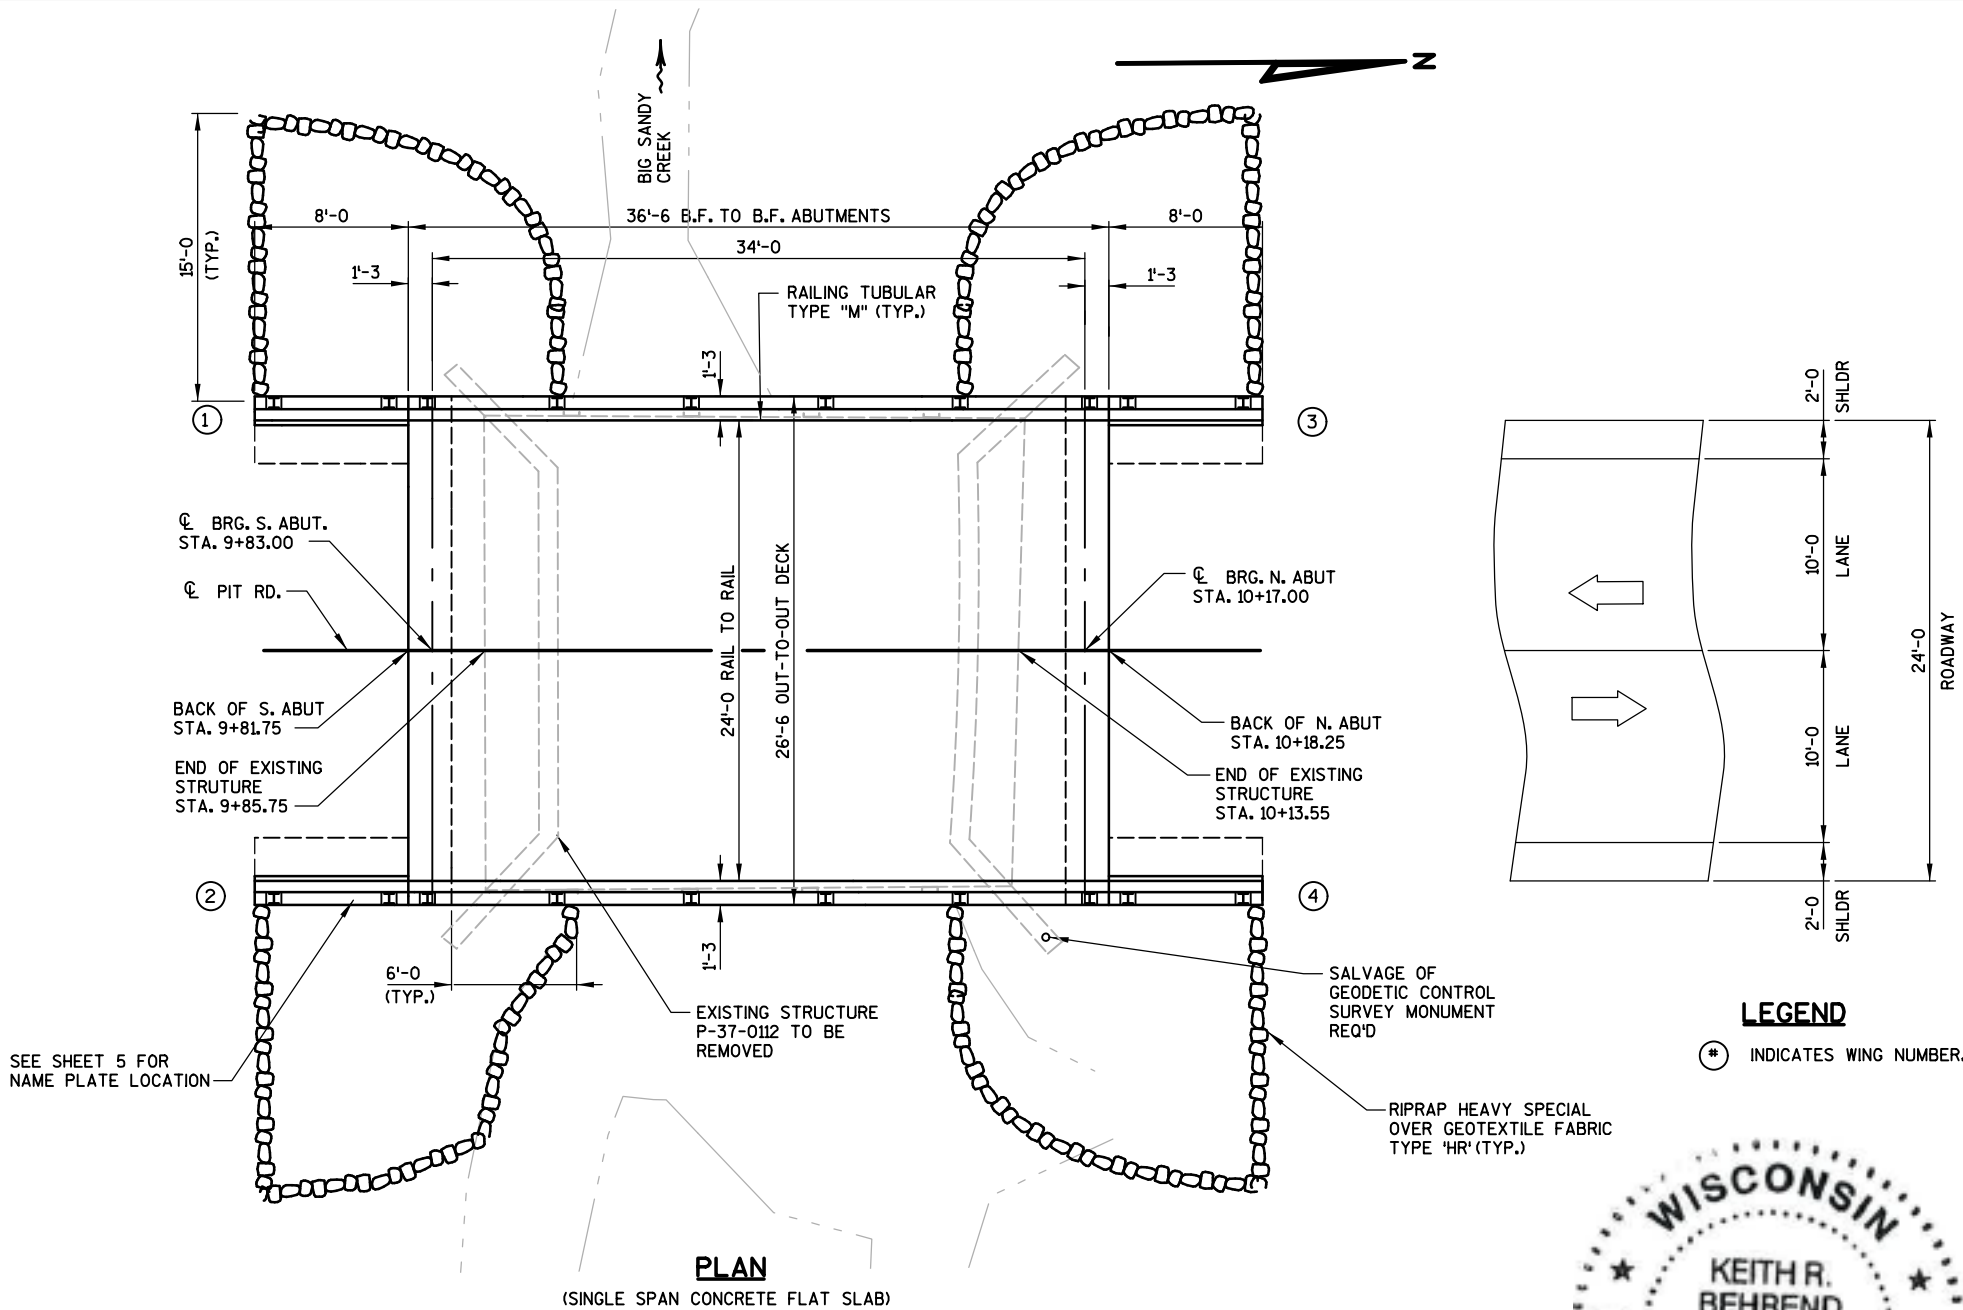 N
BIG SANDY
CREEK
15'-0
(TYP.)
8'-0
36'-6 B.F. TO B.F. ABUTMENTS
8'-0
34'-0
1'-3
1'-3
RAILING TUBULAR
TYPE "M" (TYP.)
1'-3
1
3
2'-0
SHLDR
℄ BRG. S. ABUT.
STA. 9+83.00
℄ PIT RD.
24'-0 RAIL TO RAIL
26'-6 OUT-TO-OUT DECK
℄ BRG. N. ABUT
STA. 10+17.00
10'-0
LANE
24'-0
ROADWAY
BACK OF S. ABUT
STA. 9+81.75
BACK OF N. ABUT
STA. 10+18.25
10'-0
LANE
END OF EXISTING
STRUTURE
STA. 9+85.75
END OF EXISTING
STRUCTURE
STA. 10+13.55
2
4
2'-0
SHLDR
1'-3
6'-0
(TYP.)
EXISTING STRUCTURE
P-37-0112 TO BE
REMOVED
SALVAGE OF
GEODETIC CONTROL
SURVEY MONUMENT
REQ'D
LEGEND
# INDICATES WING NUMBER.
SEE SHEET 5 FOR
NAME PLATE LOCATION
RIPRAP HEAVY SPECIAL
OVER GEOTEXTILE FABRIC
TYPE 'HR' (TYP.)
WISCONSIN
KEITH R.
BEHREND
PLAN
(SINGLE SPAN CONCRETE FLAT SLAB)